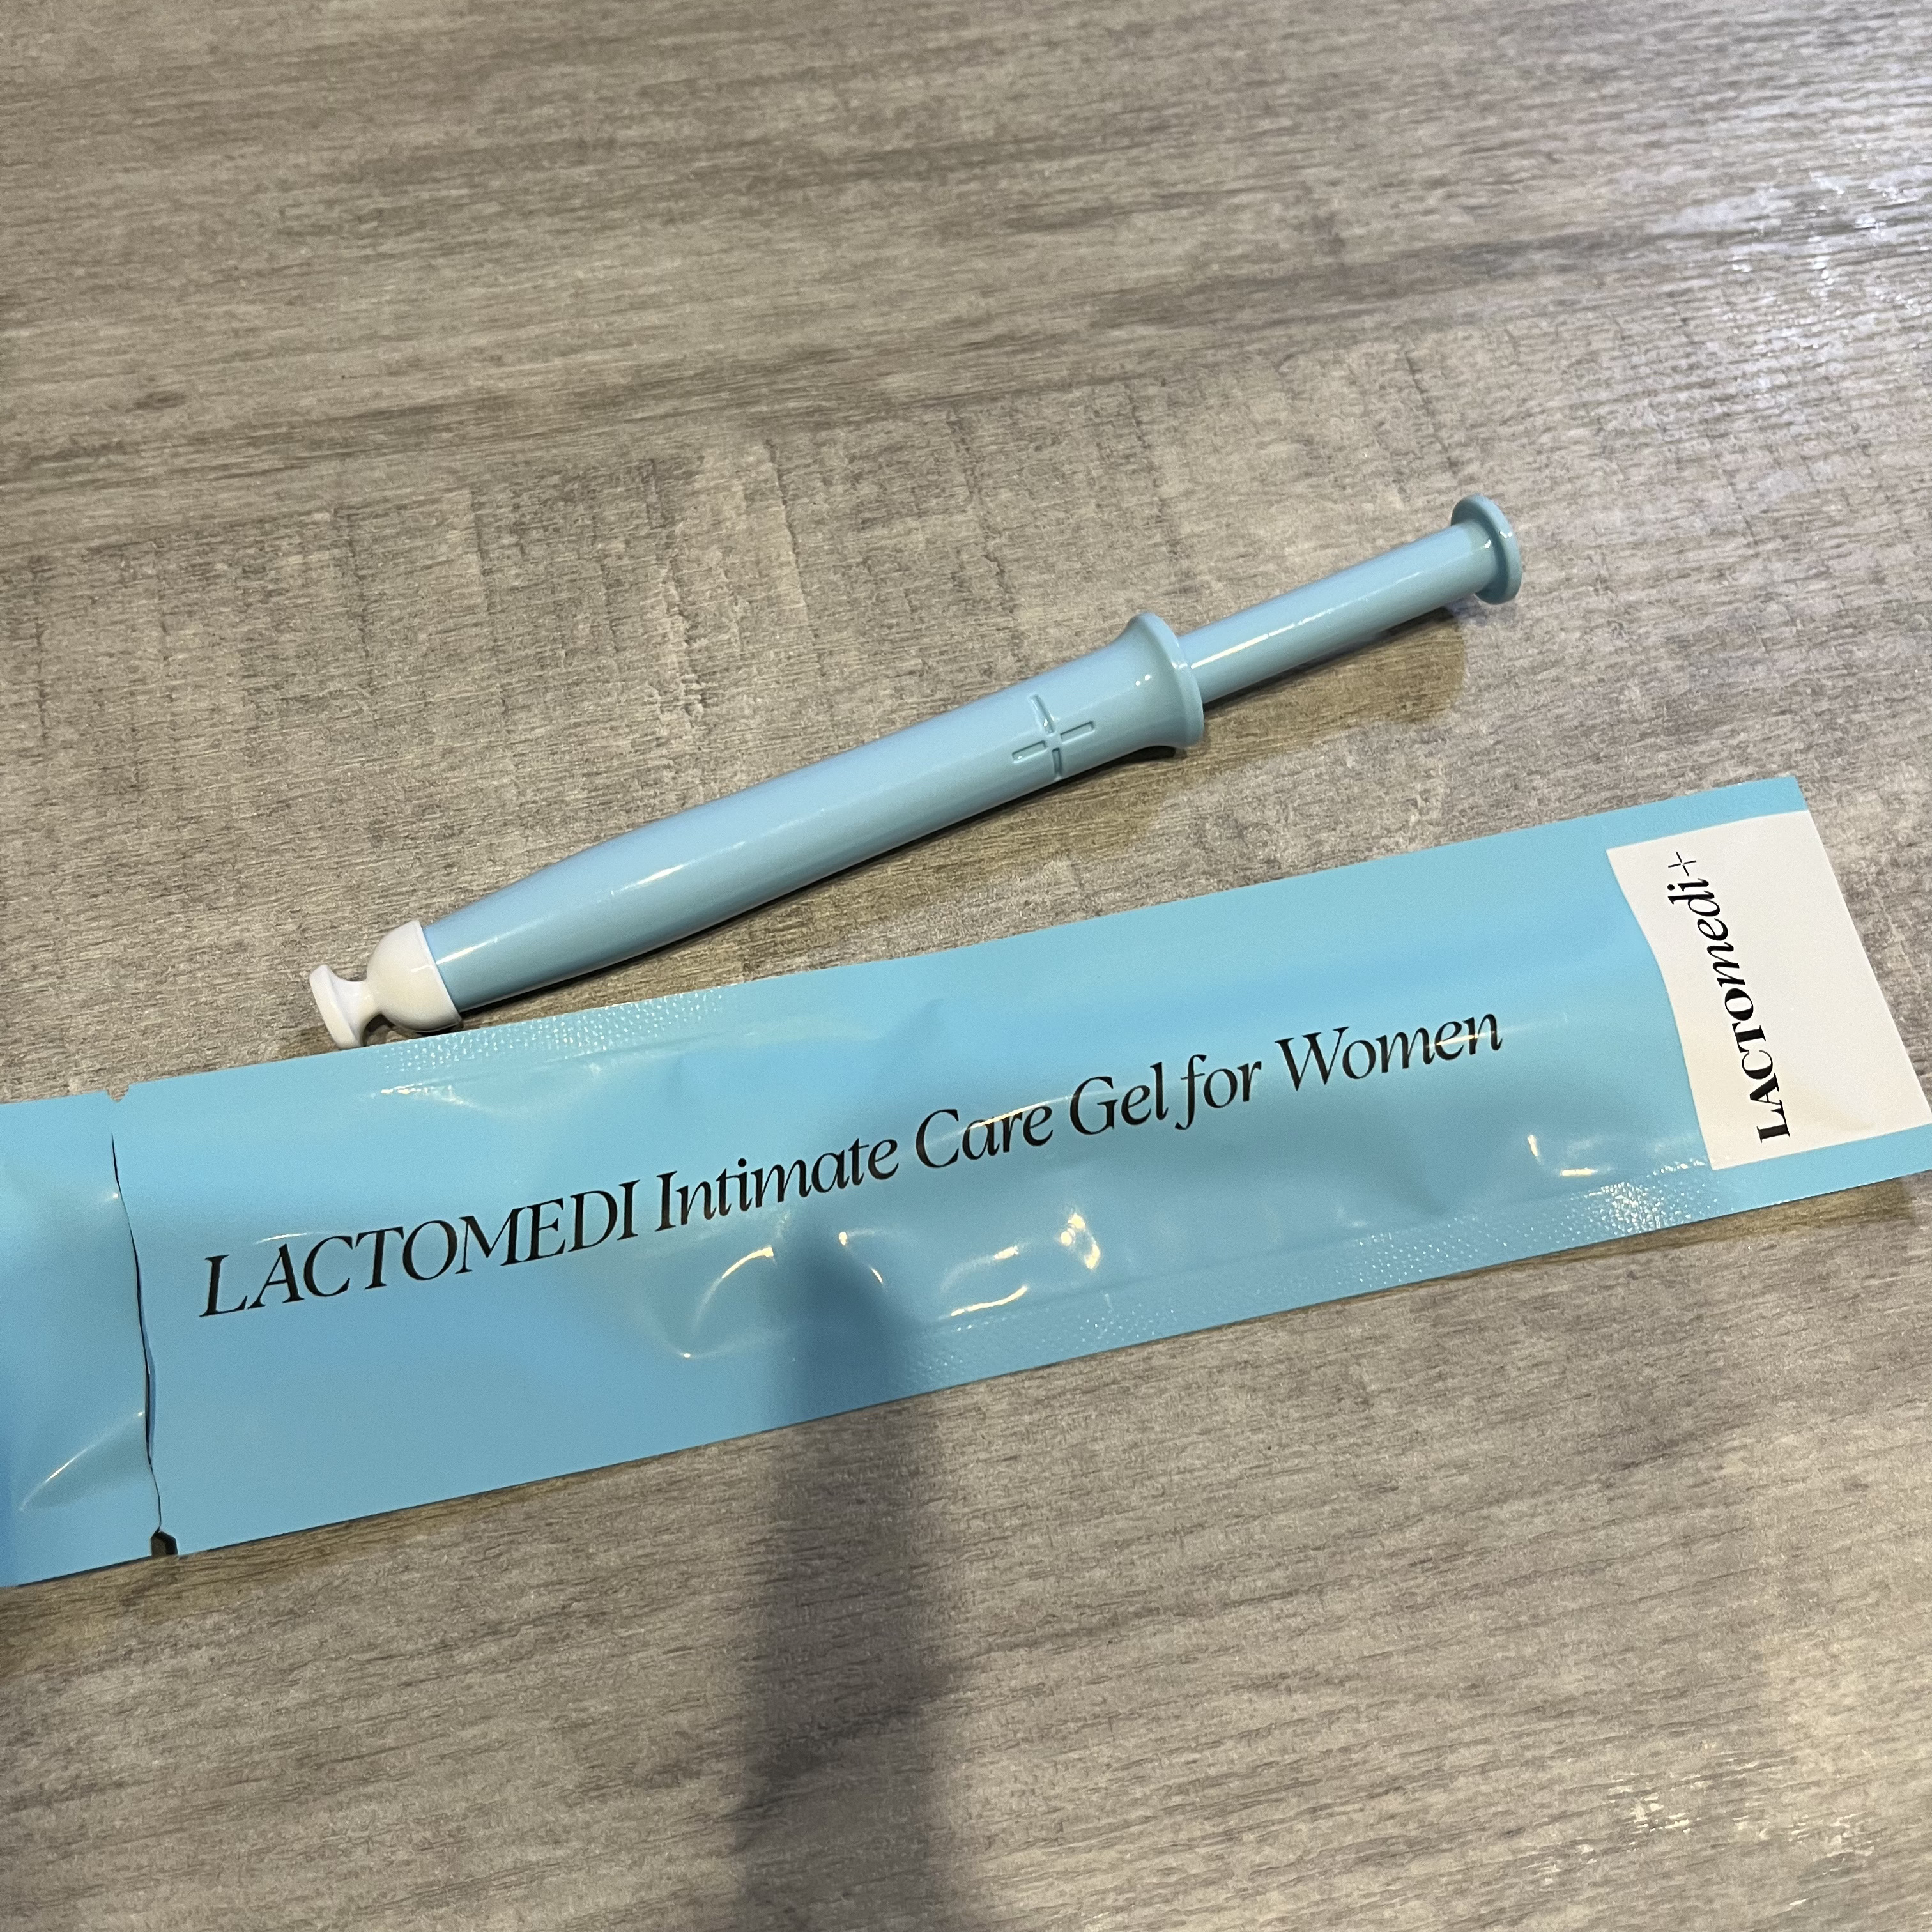 LACTOMEDI Intimate Care Gel for Women
LACTOmedi